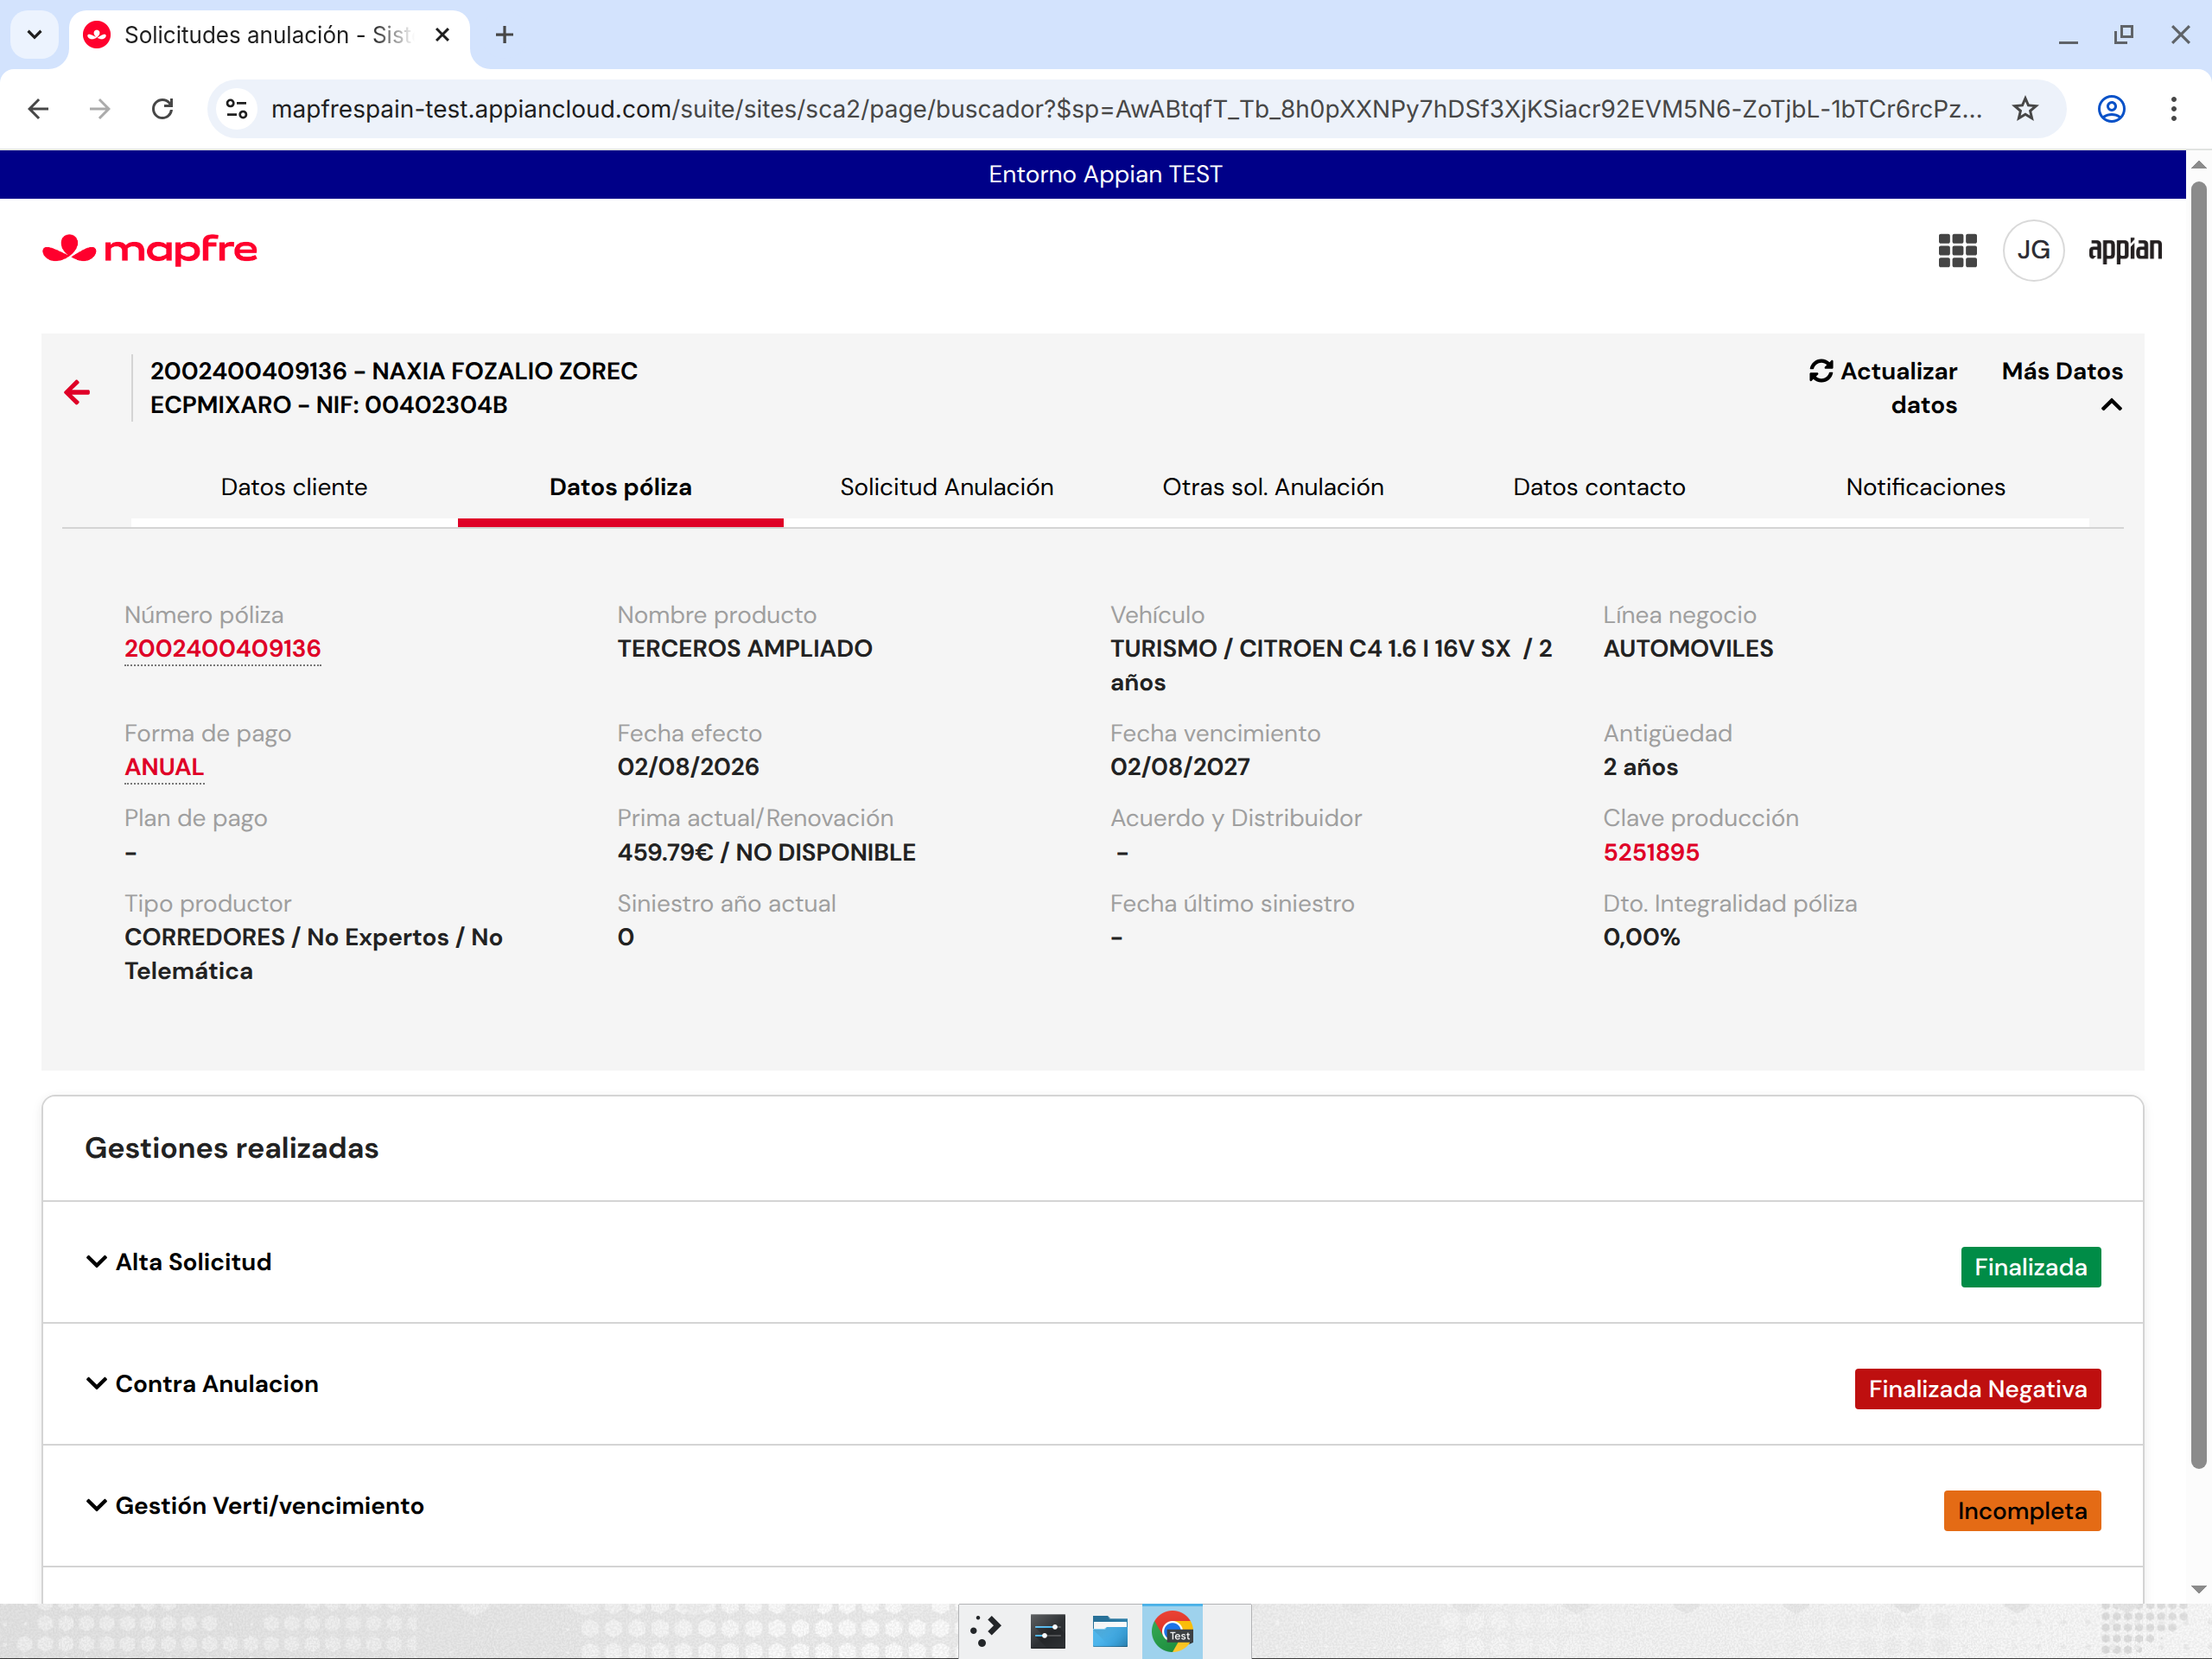 Solicitudes anulación - Sist
mapfrespain-test.appiancloud.com/suite/sites/sca2/page/buscador?$sp=AwABtqfT_Tb_8h0pXXNPy7hDSf3XjKSiacr92EVM5N6-ZoTjbL-1bTCr6rcPz...
Entorno Appian TEST
mapfre
JG
appian
2002400409136 – NAXIA FOZALIO ZOREC
ECPMIXARO – NIF: 00402304B
Actualizar
datos
Más Datos
Datos cliente
Datos póliza
Solicitud Anulación
Otras sol. Anulación
Datos contacto
Notificaciones
Número póliza
2002400409136
Nombre producto
TERCEROS AMPLIADO
Vehículo
TURISMO / CITROEN C4 1.6 I 16V SX / 2
años
Línea negocio
AUTOMOVILES
Forma de pago
ANUAL
Fecha efecto
02/08/2026
Fecha vencimiento
02/08/2027
Antigüedad
2 años
Plan de pago
–
Prima actual/Renovación
459.79€ / NO DISPONIBLE
Acuerdo y Distribuidor
–
Clave producción
5251895
Tipo productor
CORREDORES / No Expertos / No
Telemática
Siniestro año actual
0
Fecha último siniestro
–
Dto. Integralidad póliza
0,00%
Gestiones realizadas
Alta Solicitud
Finalizada
Contra Anulacion
Finalizada Negativa
Gestión Verti/vencimiento
Incompleta
Test